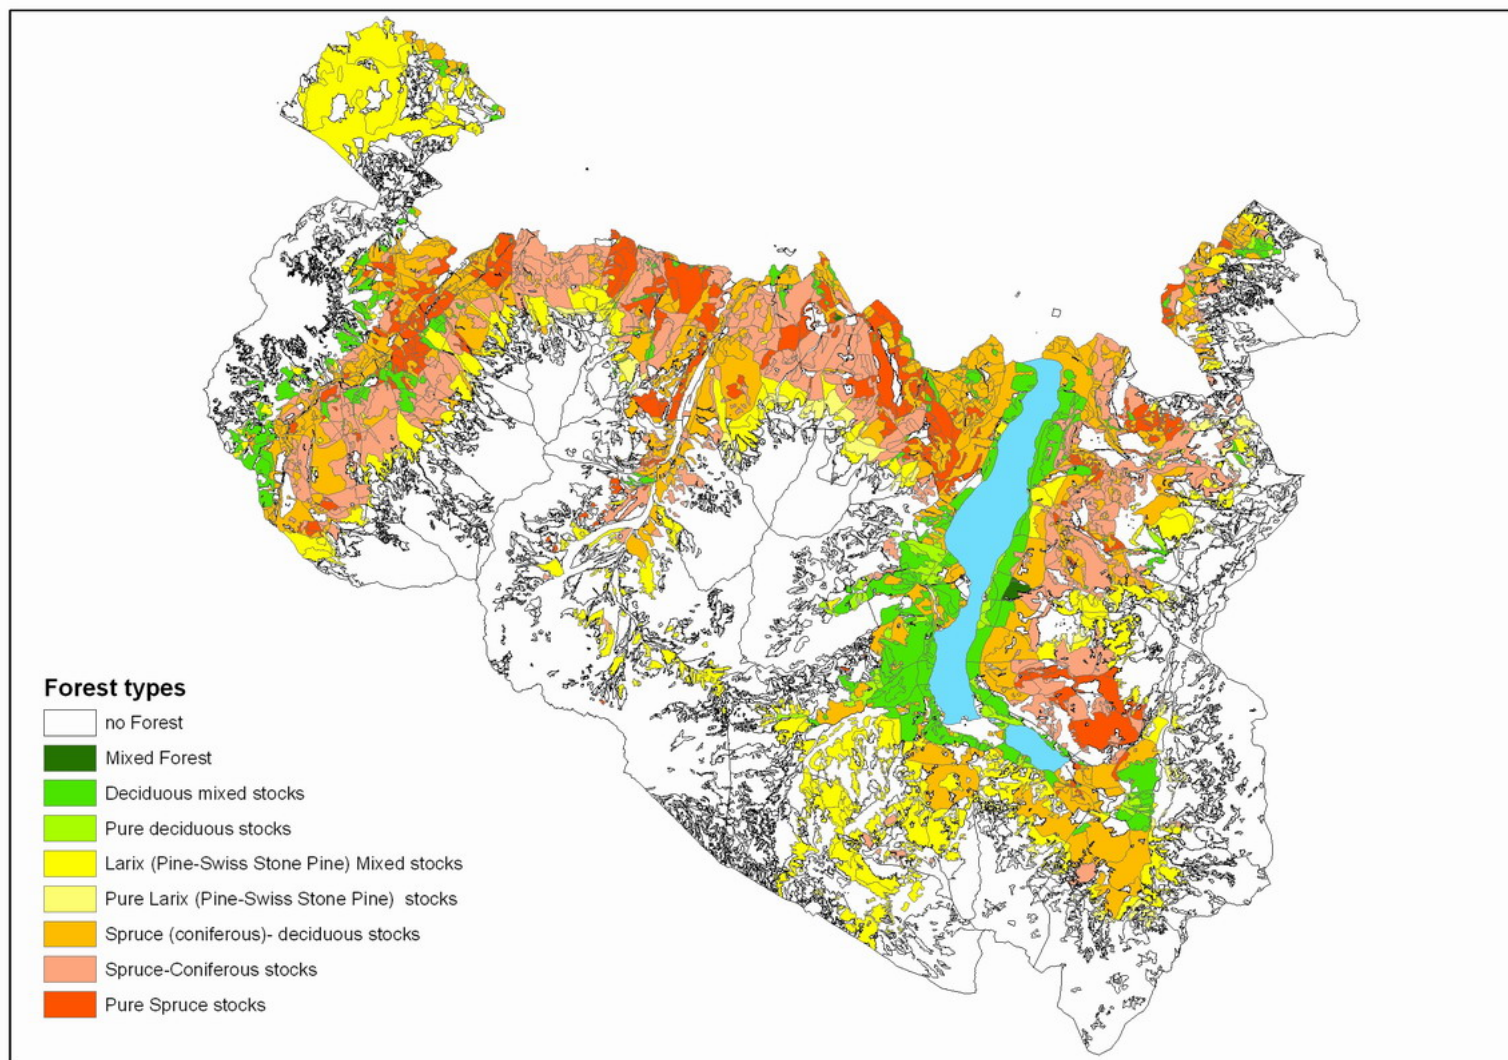 Forest types
no Forest
Mixed Forest
Deciduous mixed stocks
Pure deciduous stocks
Larix (Pine-Swiss Stone Pine) Mixed stocks
Pure Larix (Pine-Swiss Stone Pine) stocks
Spruce (coniferous)- deciduous stocks
Spruce-Coniferous stocks
Pure Spruce stocks